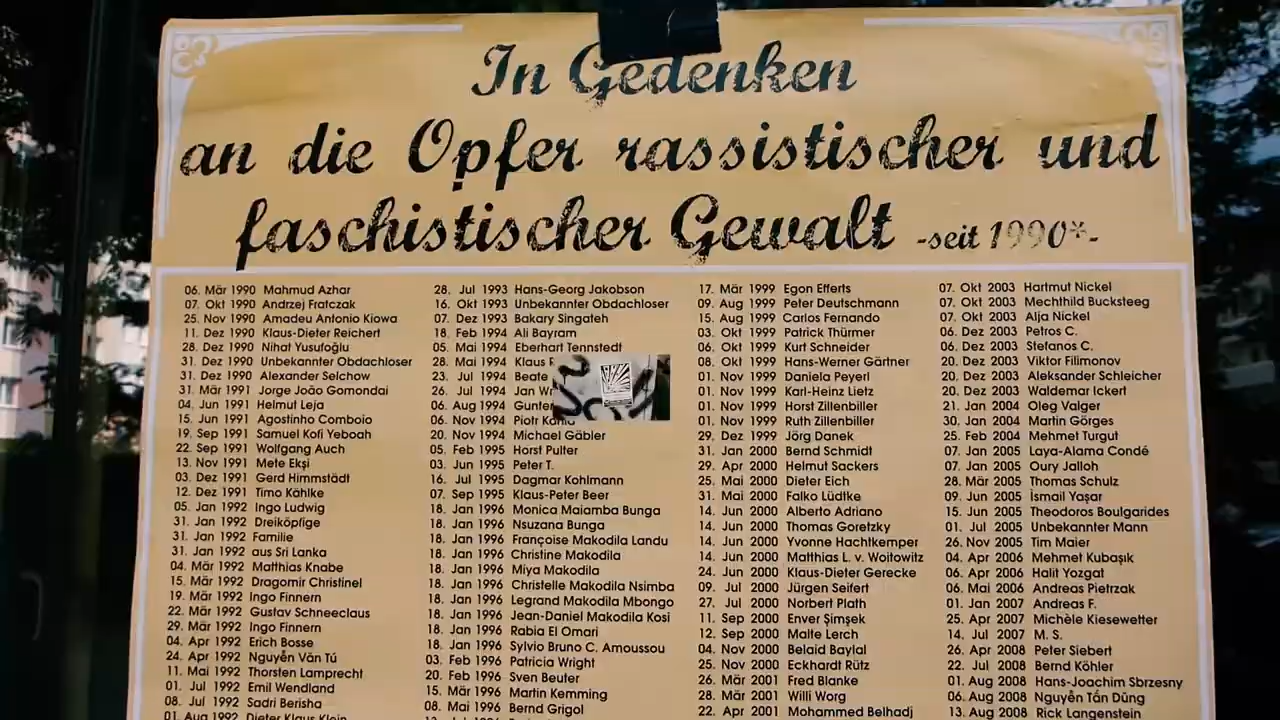 In Gedenken
an die Opfer rassistischer und
faschistischer Gewalt -seit 1990*-
06. Mär 1990 Mahmud Azhar
07. Okt 1990 Andrzej Fratczak
25. Nov 1990 Amadeu Antonio Kiowa
11. Dez 1990 Klaus-Dieter Reichert
28. Dez 1990 Nihat Yusufoğlu
31. Dez 1990 Unbekannter Obdachloser
31. Dez 1990 Alexander Selchow
31. Mär 1991 Jorge João Gomondai
04. Jun 1991 Helmut Leja
15. Jun 1991 Agostinho Comboio
19. Sep 1991 Samuel Kofi Yeboah
22. Sep 1991 Wolfgang Auch
13. Nov 1991 Mete Ekşi
03. Dez 1991 Gerd Himmstädt
12. Dez 1991 Timo Kählke
05. Jan 1992 Ingo Ludwig
31. Jan 1992 Dreiköpfige
31. Jan 1992 Familie
31. Jan 1992 aus Sri Lanka
04. Mär 1992 Matthias Knabe
15. Mär 1992 Dragomir Christinel
19. Mär 1992 Ingo Finnern
22. Mär 1992 Gustav Schneeclaus
29. Mär 1992 Ingo Finnern
04. Apr 1992 Erich Bosse
24. Apr 1992 Nguyễn Văn Tú
11. Mai 1992 Thorsten Lamprecht
01. Jul 1992 Emil Wendland
08. Jul 1992 Sadri Berisha
01. Aug 1992 Dieter Klaus Klein
28. Jul 1993 Hans-Georg Jakobson
16. Okt 1993 Unbekannter Obdachloser
07. Dez 1993 Bakary Singateh
18. Feb 1994 Ali Bayram
05. Mai 1994 Eberhart Tennstedt
28. Mai 1994 Klaus
23. Jul 1994 Beate
26. Jul 1994 Jan
06. Aug 1994
06. Nov 1994 Piotr
20. Nov 1994 Michael Gäbler
05. Feb 1995 Horst Pulter
03. Jun 1995 Peter T.
16. Jul 1995 Dagmar Kohlmann
07. Sep 1995 Klaus-Peter Beer
18. Jan 1996 Monica Maiamba Bunga
18. Jan 1996 Nsuzana Bunga
18. Jan 1996 Françoise Makodila Landu
18. Jan 1996 Christine Makodila
18. Jan 1996 Miya Makodila
18. Jan 1996 Christelle Makodila Nsimba
18. Jan 1996 Legrand Makodila Mbongo
18. Jan 1996 Jean-Daniel Makodila Kosi
18. Jan 1996 Rabia El Omari
18. Jan 1996 Sylvio Bruno C. Amoussou
03. Feb 1996 Patricia Wright
20. Feb 1996 Sven Beuter
15. Mär 1996 Martin Kemming
08. Mai 1996 Bernd Grigol
17. Mär 1999 Egon Efferts
09. Aug 1999 Peter Deutschmann
15. Aug 1999 Carlos Fernando
03. Okt 1999 Patrick Thürmer
06. Okt 1999 Kurt Schneider
08. Okt 1999 Hans-Werner Gärtner
01. Nov 1999 Daniela Peyerl
01. Nov 1999 Karl-Heinz Lietz
01. Nov 1999 Horst Zillenbiller
01. Nov 1999 Ruth Zillenbiller
29. Dez 1999 Jörg Danek
31. Jan 2000 Bernd Schmidt
29. Apr 2000 Helmut Sackers
25. Mai 2000 Dieter Eich
31. Mai 2000 Falko Lüdtke
14. Jun 2000 Alberto Adriano
14. Jun 2000 Thomas Goretzky
14. Jun 2000 Yvonne Hachtkemper
14. Jun 2000 Matthias L. v. Woitowitz
24. Jun 2000 Klaus-Dieter Gerecke
09. Jul 2000 Jürgen Seifert
27. Jul 2000 Norbert Plath
11. Sep 2000 Enver Şimşek
12. Sep 2000 Malte Lerch
04. Nov 2000 Belaid Baylal
25. Nov 2000 Eckhardt Rütz
26. Mär 2001 Fred Blanke
28. Mär 2001 Willi Worg
22. Apr 2001 Mohammed Belhadj
07. Okt 2003 Hartmut Nickel
07. Okt 2003 Mechthild Bucksteeg
07. Okt 2003 Alja Nickel
06. Dez 2003 Petros C.
06. Dez 2003 Stefanos C.
20. Dez 2003 Viktor Filimonov
20. Dez 2003 Aleksander Schleicher
20. Dez 2003 Waldemar Ickert
21. Jan 2004 Oleg Valger
30. Jan 2004 Martin Görges
25. Feb 2004 Mehmet Turgut
07. Jan 2005 Laya-Alama Condé
07. Jan 2005 Oury Jalloh
28. Mär 2005 Thomas Schulz
09. Jun 2005 İsmail Yaşar
15. Jun 2005 Theodoros Boulgarides
01. Jul 2005 Unbekannter Mann
26. Nov 2005 Tim Maier
04. Apr 2006 Mehmet Kubaşık
06. Apr 2006 Halit Yozgat
06. Mai 2006 Andreas Pietrzak
01. Jan 2007 Andreas F.
25. Apr 2007 Michèle Kiesewetter
14. Jul 2007 M. S.
26. Apr 2008 Peter Siebert
22. Jul 2008 Bernd Köhler
01. Aug 2008 Hans-Joachim Sbrzesny
06. Aug 2008 Nguyễn Tấn Dũng
13. Aug 2008 Rick Langenstein